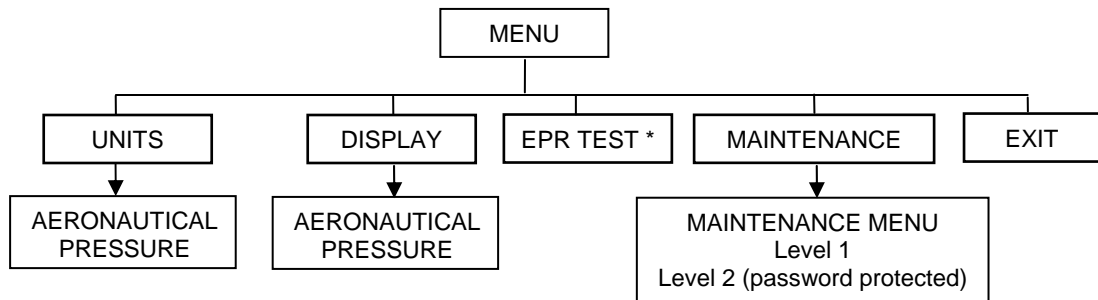 MENU
UNITS
DISPLAY
EPR TEST *
MAINTENANCE
EXIT
AERONAUTICAL
PRESSURE
AERONAUTICAL
PRESSURE
MAINTENANCE MENU
Level 1
Level 2 (password protected)